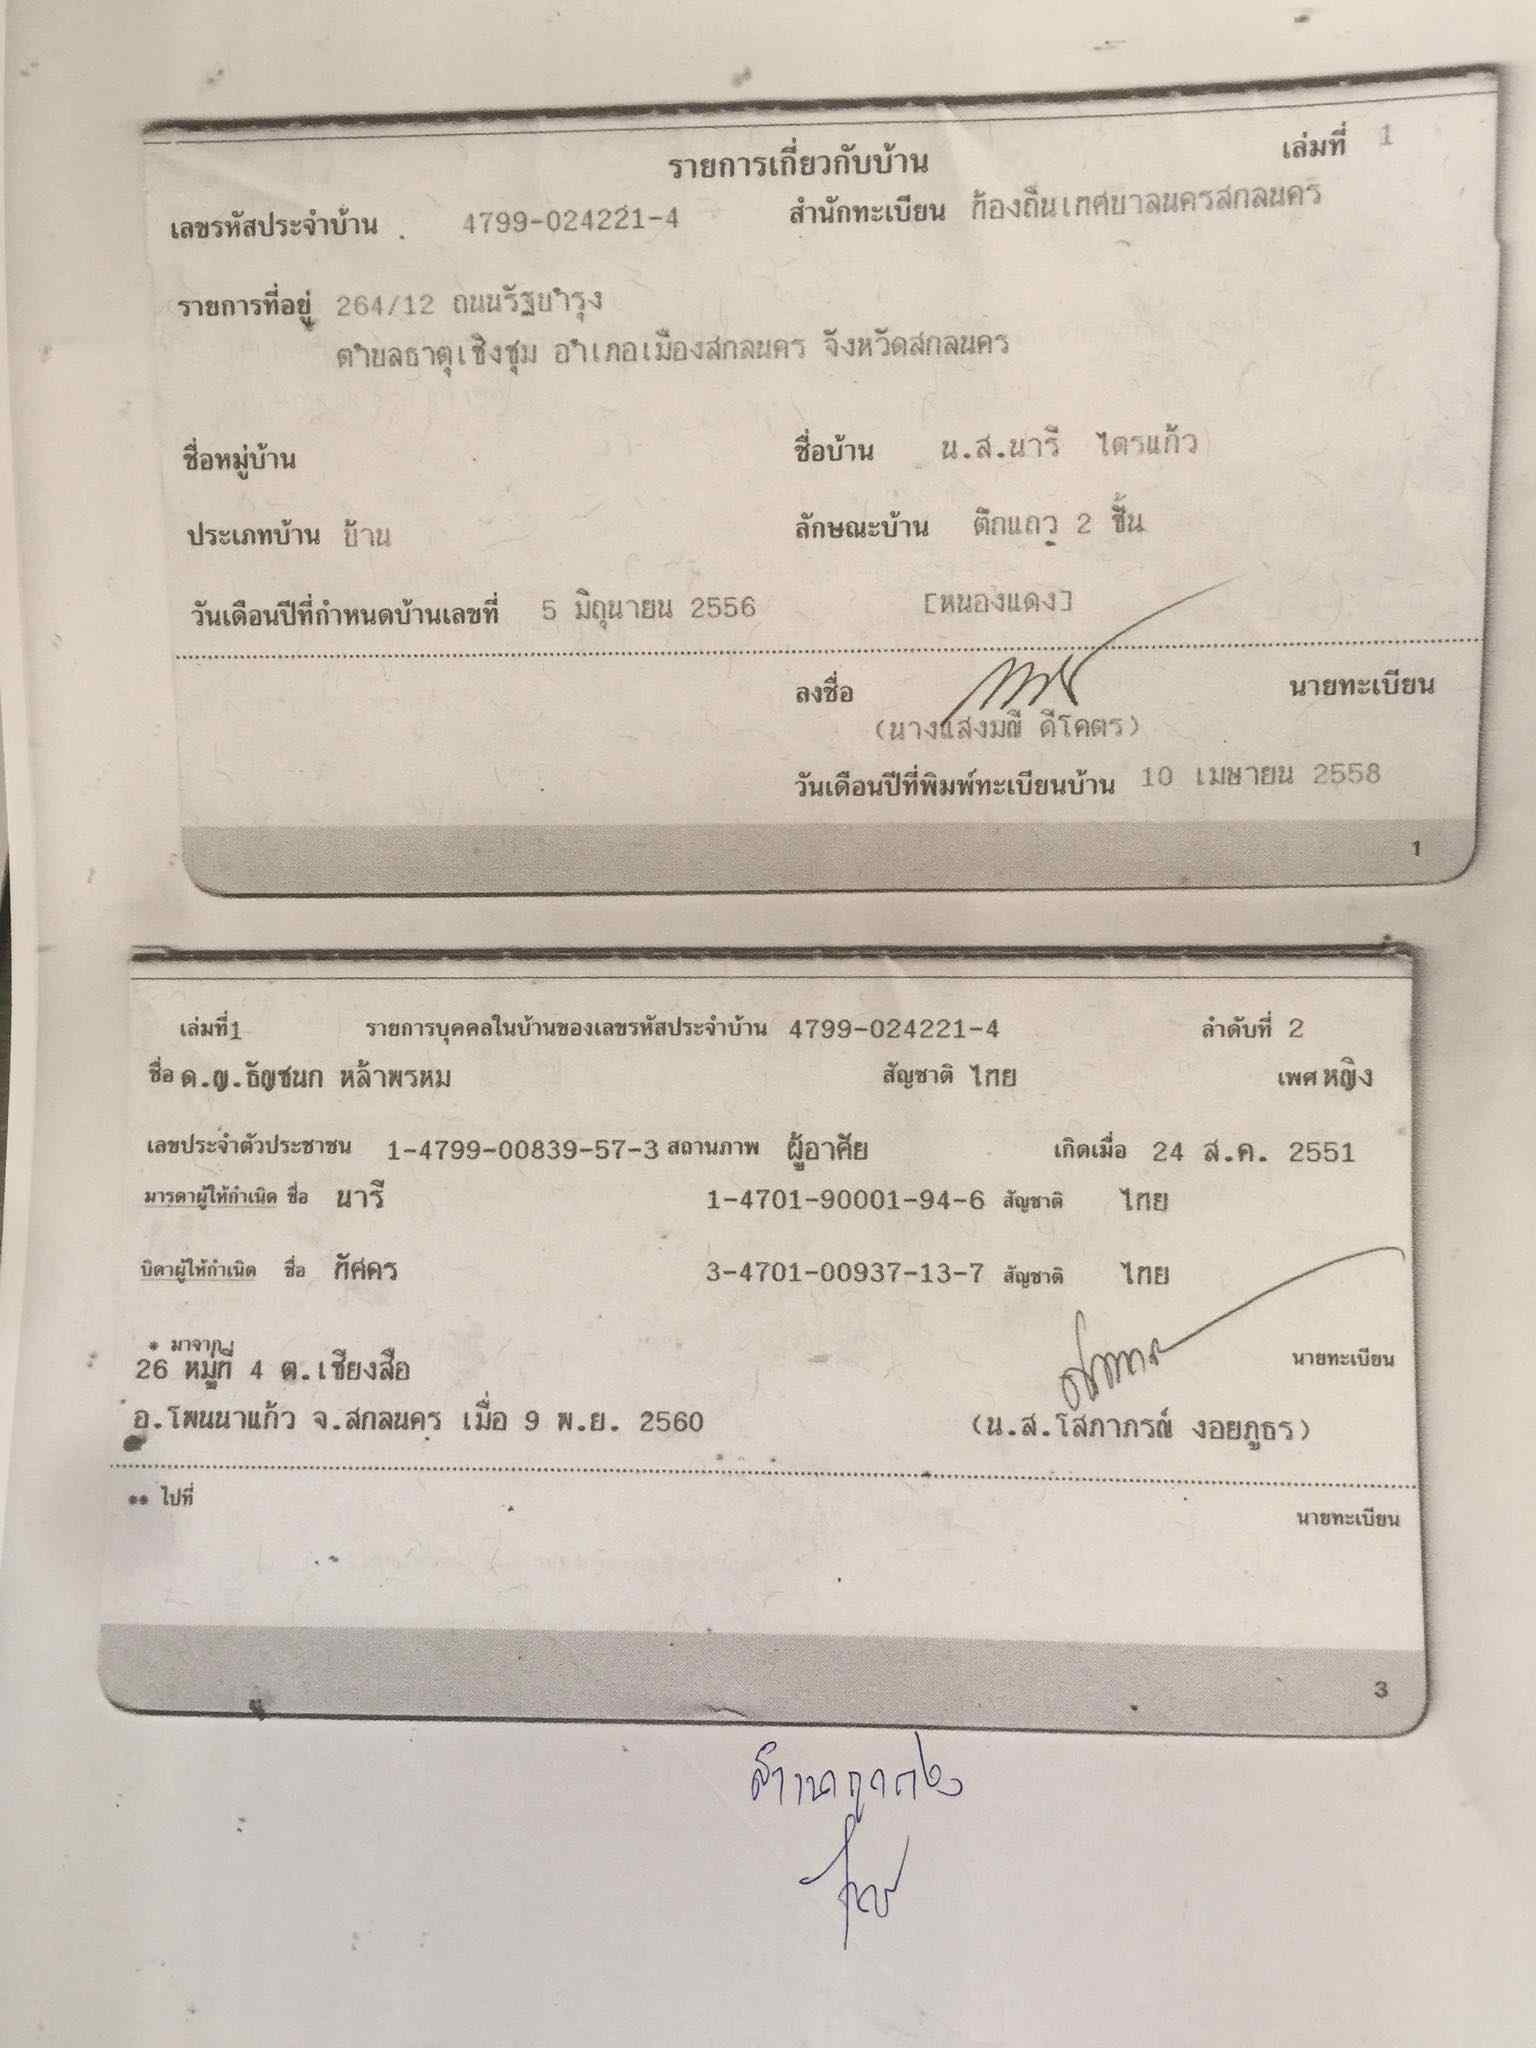 รายการเกี่ยวกับบ้าน เล่มที่ 1
เลขรหัสประจำบ้าน 4799-024221-4 สำนักทะเบียน ท้องถิ่นเทศบาลนครสกลนคร
รายการที่อยู่ 264/12 ถนนรัฐบำรุง
ตำบลธาตุเชิงชุม อำเภอเมืองสกลนคร จังหวัดสกลนคร
ชื่อหมู่บ้าน ชื่อบ้าน น.ส.นารี ไตรแก้ว
ประเภทบ้าน บ้าน ลักษณะบ้าน ตึกแถว 2 ชั้น
วันเดือนปีที่กำหนดบ้านเลขที่ 5 มิถุนายน 2556 [หนองแดง]
ลงชื่อ นายทะเบียน
(นางแสงมณี ดีโคตร)
วันเดือนปีที่พิมพ์ทะเบียนบ้าน 10 เมษายน 2558
1
เล่มที่ 1 รายการบุคคลในบ้านของเลขรหัสประจำบ้าน 4799-024221-4 ลำดับที่ 2
ชื่อ ด.ญ.ธัญชนก หล้าพรหม สัญชาติ ไทย เพศ หญิง
เลขประจำตัวประชาชน 1-4799-00839-57-3 สถานภาพ ผู้อาศัย เกิดเมื่อ 24 ส.ค. 2551
มารดาผู้ให้กำเนิด ชื่อ นารี 1-4701-90001-94-6 สัญชาติ ไทย
บิดาผู้ให้กำเนิด ชื่อ ทัศคร 3-4701-00937-13-7 สัญชาติ ไทย
* มาจาก
26 หมู่ที่ 4 ต.เชียงสือ นายทะเบียน
อ.โพนนาแก้ว จ.สกลนคร เมื่อ 9 พ.ย. 2560 (น.ส.โสภาภรณ์ งอยภูธร)
** ไปที่ นายทะเบียน
3
สำเนาถูกต้อง